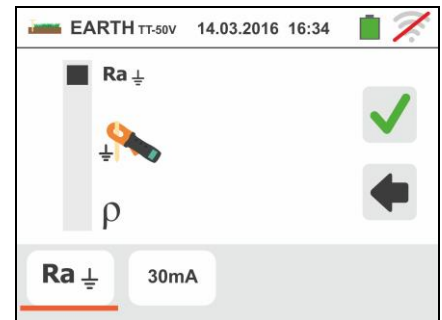 EARTH TT-50V 14.03.2016 16:34
Ra ⏚
ρ
Ra ⏚ 30mA